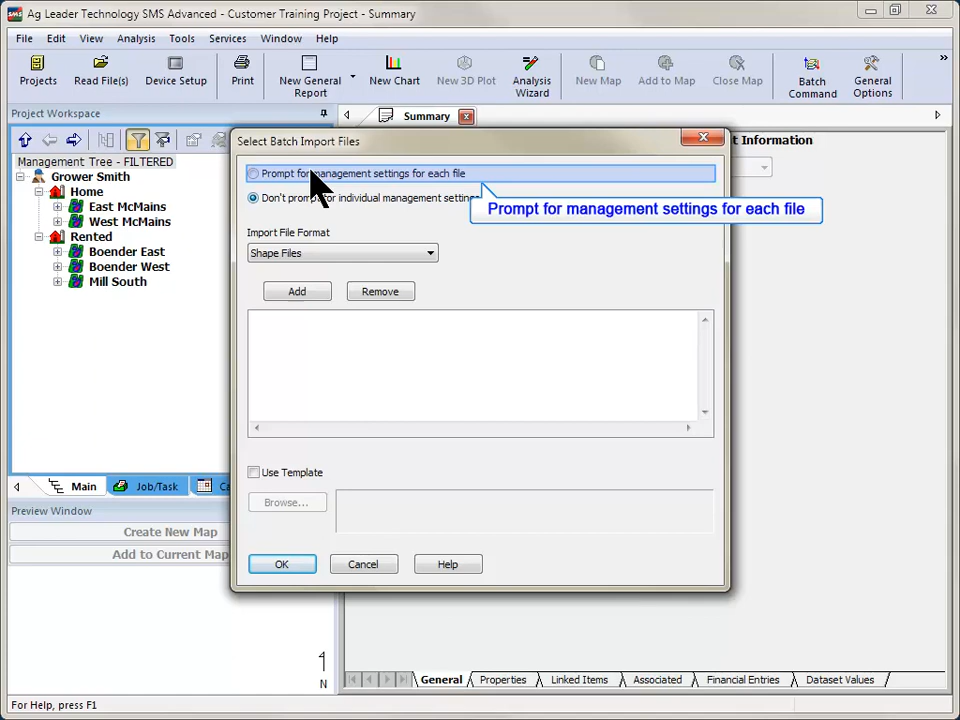 Ag Leader Technology SMS Advanced - Customer Training Project - Summary
File Edit View Analysis Tools Services Window Help
Projects Read File(s) Device Setup Print New General Report New Chart New 3D Plot Analysis Wizard New Map Add to Map Close Map Batch Command General Options
Project Workspace
Summary
Management Tree - FILTERED
Grower Smith
Home
East McMains
West McMains
Rented
Boender East
Boender West
Mill South
Main Job/Task
Preview Window
Create New Map
Add to Current Map
N
Select Batch Import Files
Prompt for management settings for each file
Don't prompt for individual management settings
Prompt for management settings for each file
Import File Format
Shape Files
Add Remove
Use Template
Browse...
OK Cancel Help
t Information
General Properties Linked Items Associated Financial Entries Dataset Values
For Help, press F1